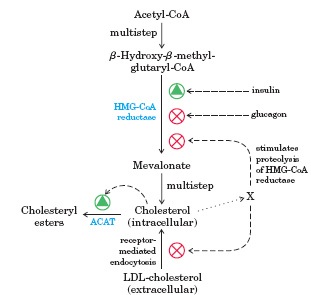 Acetyl-CoA
multistep
β-Hydroxy-β-methyl-
glutaryl-CoA
HMG-CoA
reductase
insulin
glucagon
stimulates
proteolysis
of HMG-CoA
reductase
Mevalonate
multistep
X
Cholesteryl
esters
ACAT
Cholesterol
(intracellular)
receptor-
mediated
endocytosis
LDL-cholesterol
(extracellular)